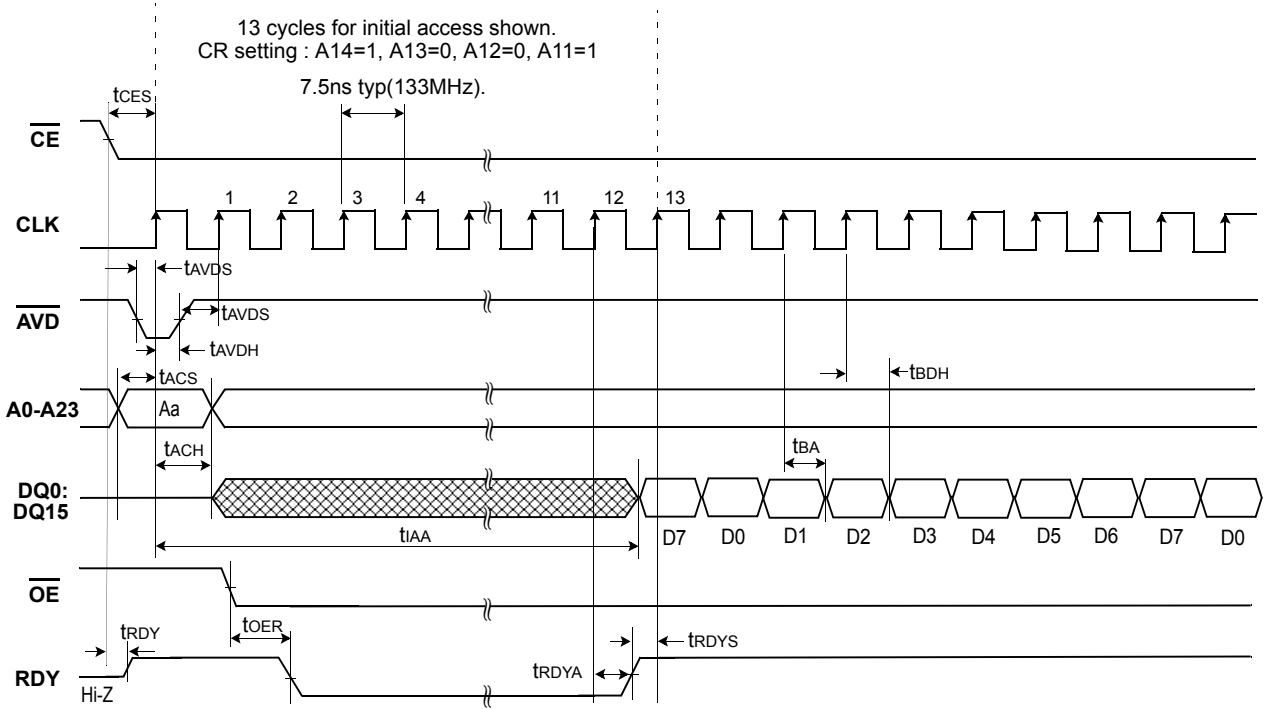 13 cycles for initial access shown.
CR setting : A14=1, A13=0, A12=0, A11=1
7.5ns typ(133MHz).
tCES
CE
1 2 3 4 11 12 13
CLK
tAVDS
AVD
tAVDS
tAVDH
tACS
tBDH
A0-A23
Aa
tACH
tBA
DQ0:
DQ15
tIAA
D7 D0 D1 D2 D3 D4 D5 D6 D7 D0
OE
tRDY
tOER
tRDYS
tRDYA
RDY
Hi-Z